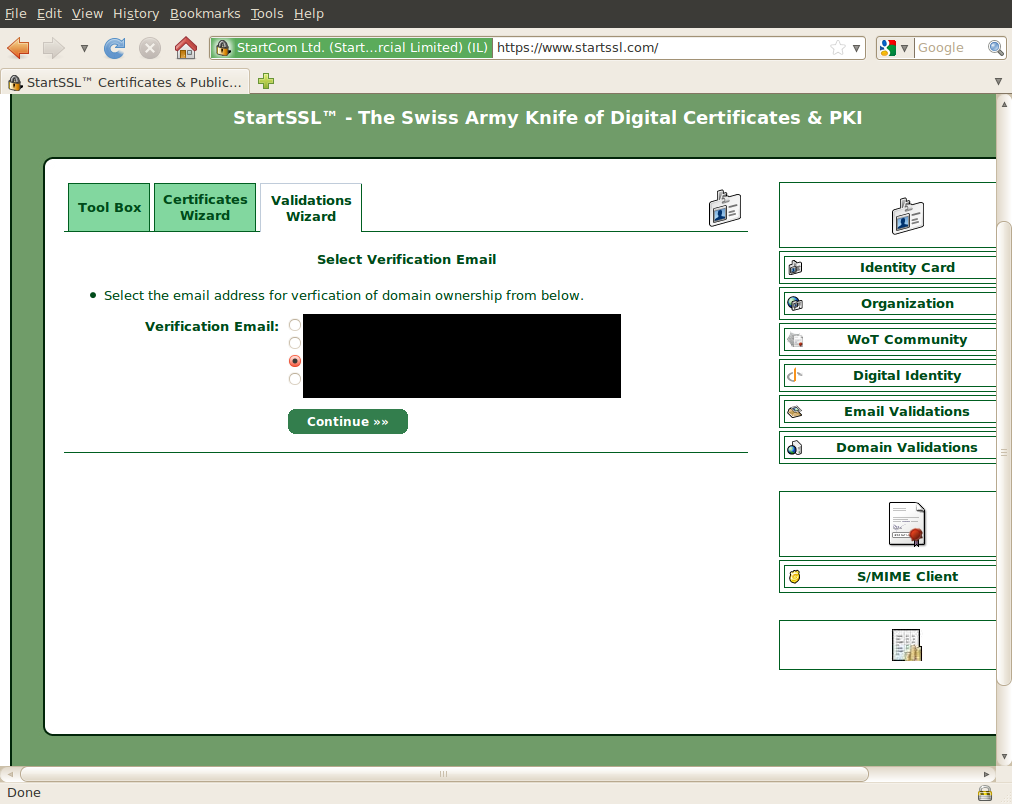 File Edit View History Bookmarks Tools Help
StartCom Ltd. (Start...rcial Limited) (IL) https://www.startssl.com/ Google
StartSSL™ Certificates & Public...
StartSSL™ - The Swiss Army Knife of Digital Certificates & PKI
Tool Box
Certificates
Wizard
Validations
Wizard
Select Verification Email
Select the email address for verfication of domain ownership from below.
Verification Email:
Continue »»
Identity Card
Organization
WoT Community
Digital Identity
Email Validations
Domain Validations
S/MIME Client
Done